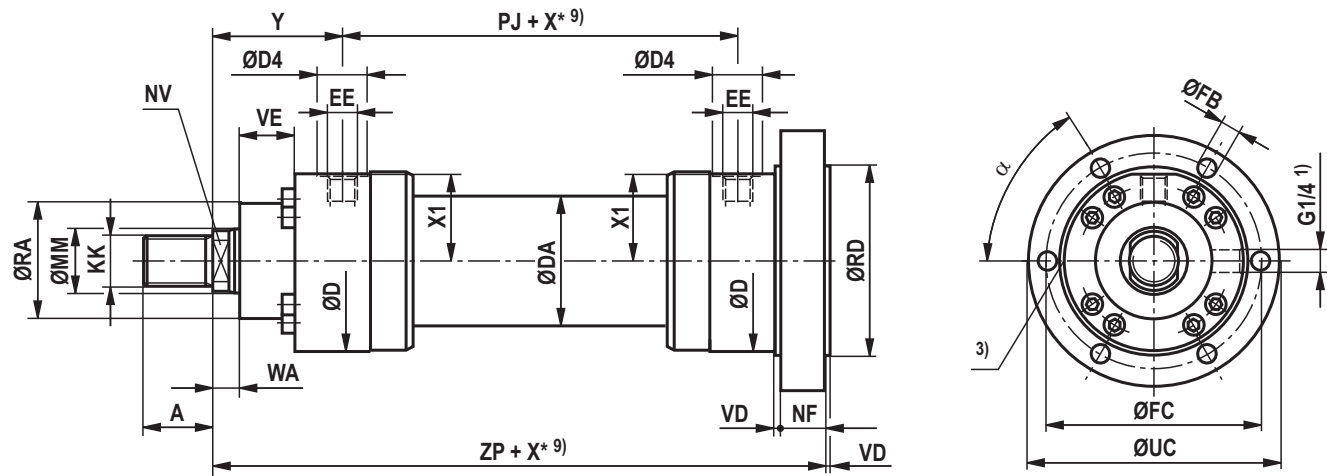 Y
PJ + X* 9)
ØD4
ØD4
NV
EE
EE
VE
ØFB
α
G1/4 1)
ØRA
ØMM
KK
X1
X1
ØDA
ØD
ØD
ØRD
3)
WA
A
VD
NF
ØFC
ZP + X* 9)
VD
ØUC